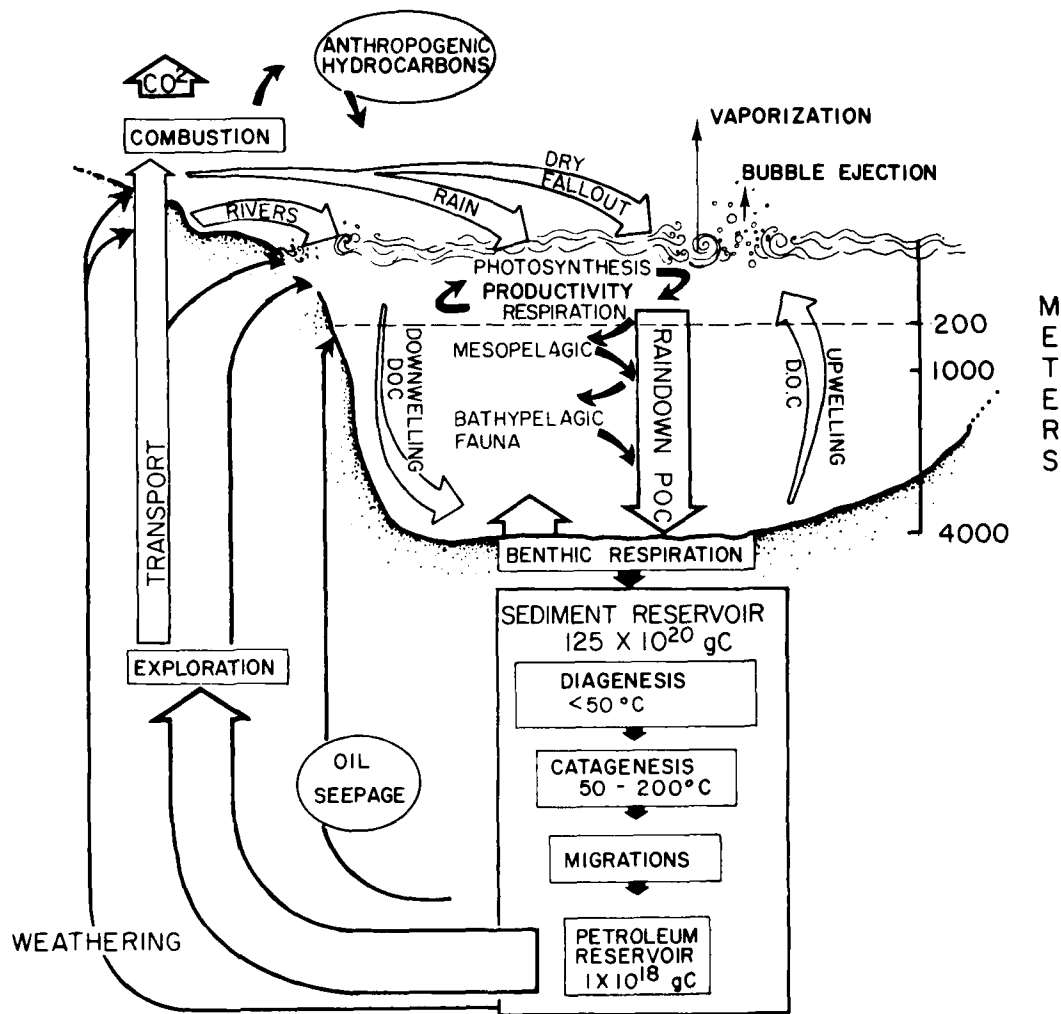 ANTHROPOGENIC
HYDROCARBONS
CO2
COMBUSTION
VAPORIZATION
BUBBLE EJECTION
DRY
FALLOUT
RAIN
RIVERS
PHOTOSYNTHESIS
PRODUCTIVITY
RESPIRATION
METERS
200
1000
4000
MESOPELAGIC
BATHYPELAGIC
FAUNA
DOWNWELLING
DOC
RAINDOWN P.O.C
D.O.C
UPWELLING
TRANSPORT
BENTHIC RESPIRATION
SEDIMENT RESERVOIR
125 X 10^20 gC
EXPLORATION
DIAGENESIS
<50°C
OIL
SEEPAGE
CATAGENESIS
50 - 200°C
MIGRATIONS
WEATHERING
PETROLEUM
RESERVOIR
1 X 10^18 gC